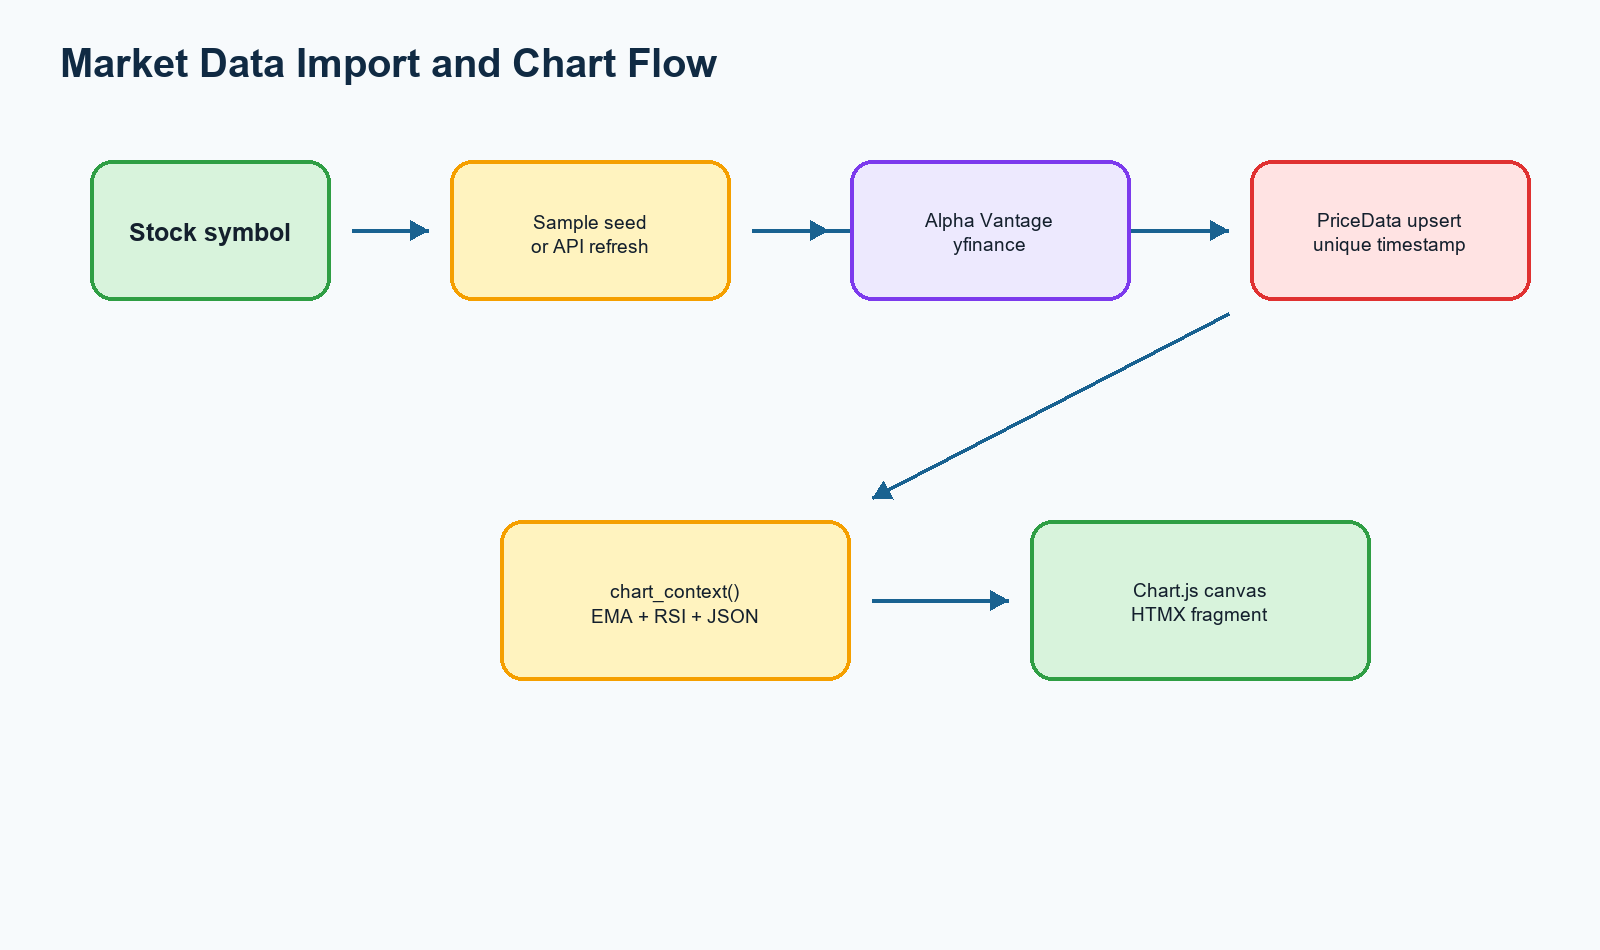 Market Data Import and Chart Flow
Stock symbol
Sample seed
or API refresh
Alpha Vantage
yfinance
PriceData upsert
unique timestamp
chart_context()
EMA + RSI + JSON
Chart.js canvas
HTMX fragment